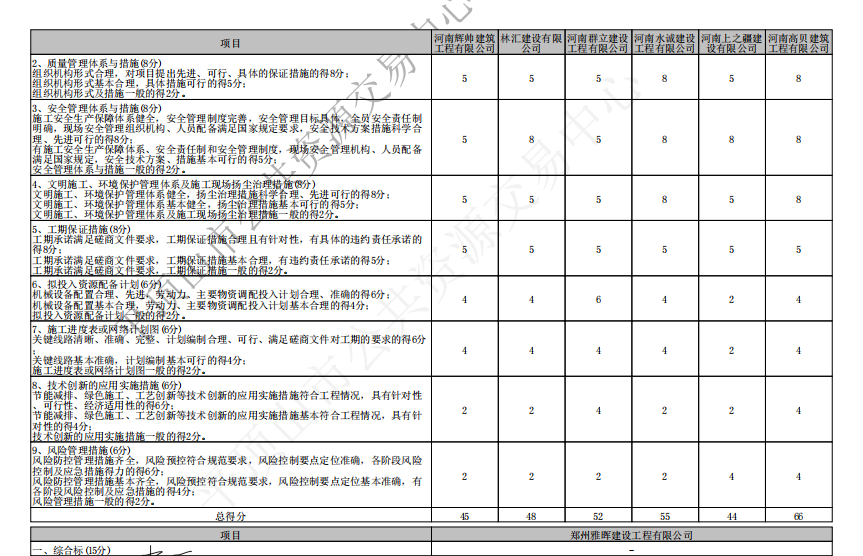 项目 河南辉帅建筑工程有限公司 林汇建设有限公司 河南群立建设工程有限公司 河南水诚建设工程有限公司 河南上之疆建设有限公司 河南高贝建筑工程有限公司
2、质量管理体系与措施(8分)
组织机构形式合理，对项目提出先进、可行、具体的保证措施的得8分；
组织机构形式基本合理，具体措施可行的得5分；
组织机构形式及措施一般的得2分。
5 5 5 8 5 8
3、安全管理体系与措施(8分)
施工安全生产保障体系健全，安全管理制度完善，安全管理目标具体，全员安全责任制
明确，现场安全管理组织机构、人员配备满足国家规定要求，安全技术方案措施科学合
理、先进可行的得8分；
有施工安全生产保障体系、安全责任制和安全管理制度，现场安全管理机构、人员配备
满足国家规定，安全技术方案、措施基本可行的得5分；
安全管理体系与措施一般的得2分。
5 8 5 8 8 8
4、文明施工、环境保护管理体系及施工现场扬尘治理措施(8分)
文明施工、环境保护管理体系健全，扬尘治理措施科学合理、先进可行的得8分；
文明施工、环境保护管理体系基本健全，扬尘治理措施基本可行的得5分；
文明施工、环境保护管理体系及施工现场扬尘治理措施一般的得2分。
5 5 5 8 5 8
5、工期保证措施(8分)
工期承诺满足磋商文件要求，工期保证措施合理且有针对性，有具体的违约责任承诺的
得8分；
工期承诺满足磋商文件要求，工期保证措施基本合理，有违约责任承诺的得5分；
工期承诺满足磋商文件要求，工期保证措施一般的得2分。
5 5 5 5 5 5
6、拟投入资源配备计划(6分)
机械设备配置合理、先进，劳动力、主要物资调配投入计划合理、准确的得6分；
机械设备配置基本合理，劳动力、主要物资调配投入计划基本合理的得4分；
拟投入资源配备计划一般的得2分。
4 4 6 4 2 4
7、施工进度表或网络计划图(6分)
关键线路清晰、准确、完整、计划编制合理、可行、满足磋商文件对工期的要求的得6分
；
关键线路基本准确，计划编制基本可行的得4分；
施工进度表或网络计划图一般的得2分。
4 4 4 4 2 4
8、技术创新的应用实施措施(6分)
节能减排、绿色施工、工艺创新等技术创新的应用实施措施符合工程情况，具有针对性
、可行性、经济适用性的得6分；
节能减排、绿色施工、工艺创新等技术创新的应用实施措施基本符合工程情况，具有针
对性的得4分；
技术创新的应用实施措施一般的得2分。
2 2 4 2 2 4
9、风险管理措施(6分)
风险防控管理措施齐全，风险预控符合规范要求，风险控制要点定位准确，各阶段风险
控制及应急措施得力的得6分；
风险防控管理措施基本齐全，风险预控符合规范要求，风险控制要点定位基本准确，有
各阶段风险控制及应急措施的得4分；
风险管理措施一般的得2分。
2 2 2 2 4 4
总得分 45 48 52 55 44 66
项目 郑州雅晖建设工程有限公司
一、综合标(15分) -
平顶山市公共资源交易中心
平顶山市公共资源交易中心